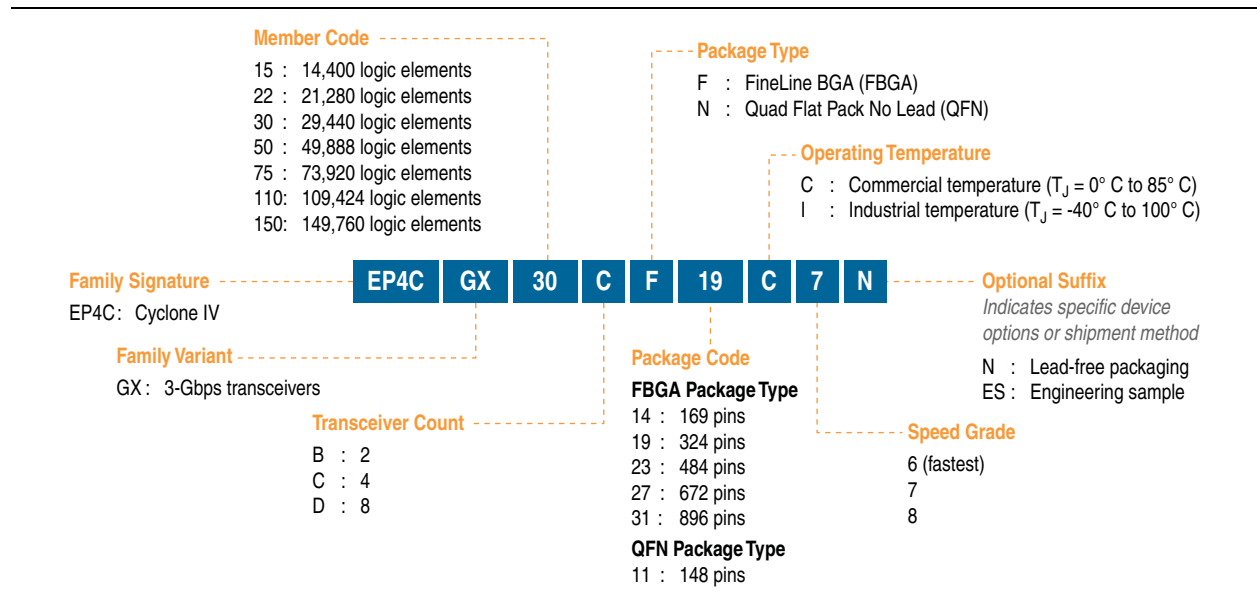 Member Code
15 : 14,400 logic elements
22 : 21,280 logic elements
30 : 29,440 logic elements
50 : 49,888 logic elements
75 : 73,920 logic elements
110: 109,424 logic elements
150: 149,760 logic elements
Package Type
F : FineLine BGA (FBGA)
N : Quad Flat Pack No Lead (QFN)
Operating Temperature
C : Commercial temperature (TJ = 0° C to 85° C)
I : Industrial temperature (TJ = -40° C to 100° C)
Family Signature
EP4C : Cyclone IV
EP4C GX 30 C F 19 C 7 N
Optional Suffix
Indicates specific device
options or shipment method
N : Lead-free packaging
ES : Engineering sample
Family Variant
GX : 3-Gbps transceivers
Transceiver Count
B : 2
C : 4
D : 8
Package Code
FBGA Package Type
14 : 169 pins
19 : 324 pins
23 : 484 pins
27 : 672 pins
31 : 896 pins
QFN Package Type
11 : 148 pins
Speed Grade
6 (fastest)
7
8